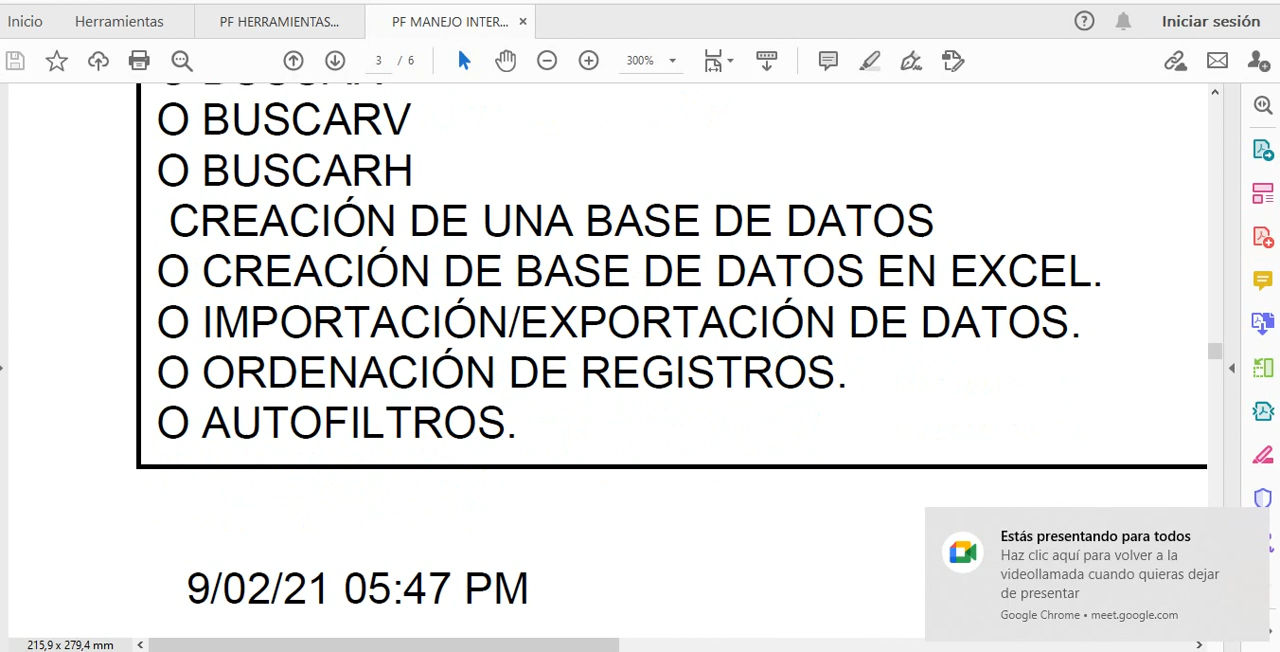 Inicio
Herramientas
PF HERRAMIENTAS...
PF MANEJO INTER... ×
Iniciar sesión
3 / 6
300%
O BUSCARV
O BUSCARH
CREACIÓN DE UNA BASE DE DATOS
O CREACIÓN DE BASE DE DATOS EN EXCEL.
O IMPORTACIÓN/EXPORTACIÓN DE DATOS.
O ORDENACIÓN DE REGISTROS.
O AUTOFILTROS.
9/02/21 05:47 PM
Estás presentando para todos
Haz clic aquí para volver a la
videollamada cuando quieras dejar
de presentar
Google Chrome • meet.google.com
215,9 x 279,4 mm